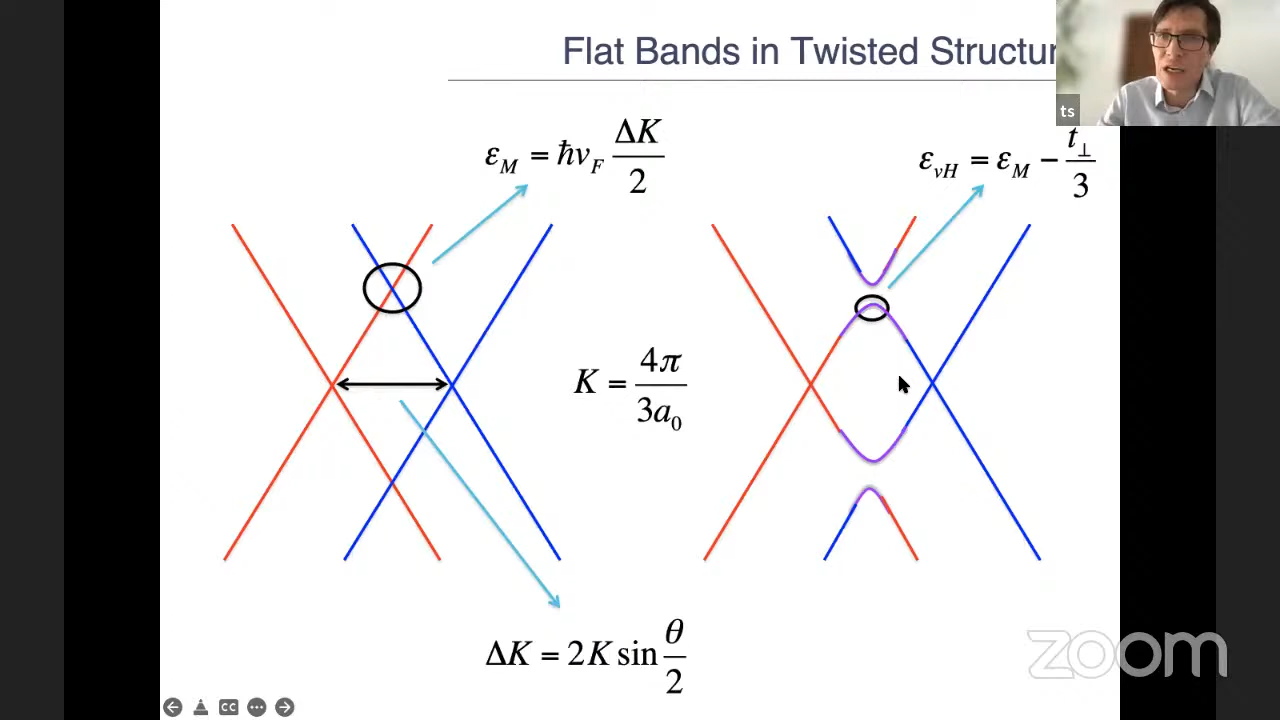 Flat Bands in Twisted Structur
ts
ε_M = ħv_F ΔK/2
ε_vH = ε_M − t_⊥/3
K = 4π/3a_0
ΔK = 2K sin θ/2
zoom
CC